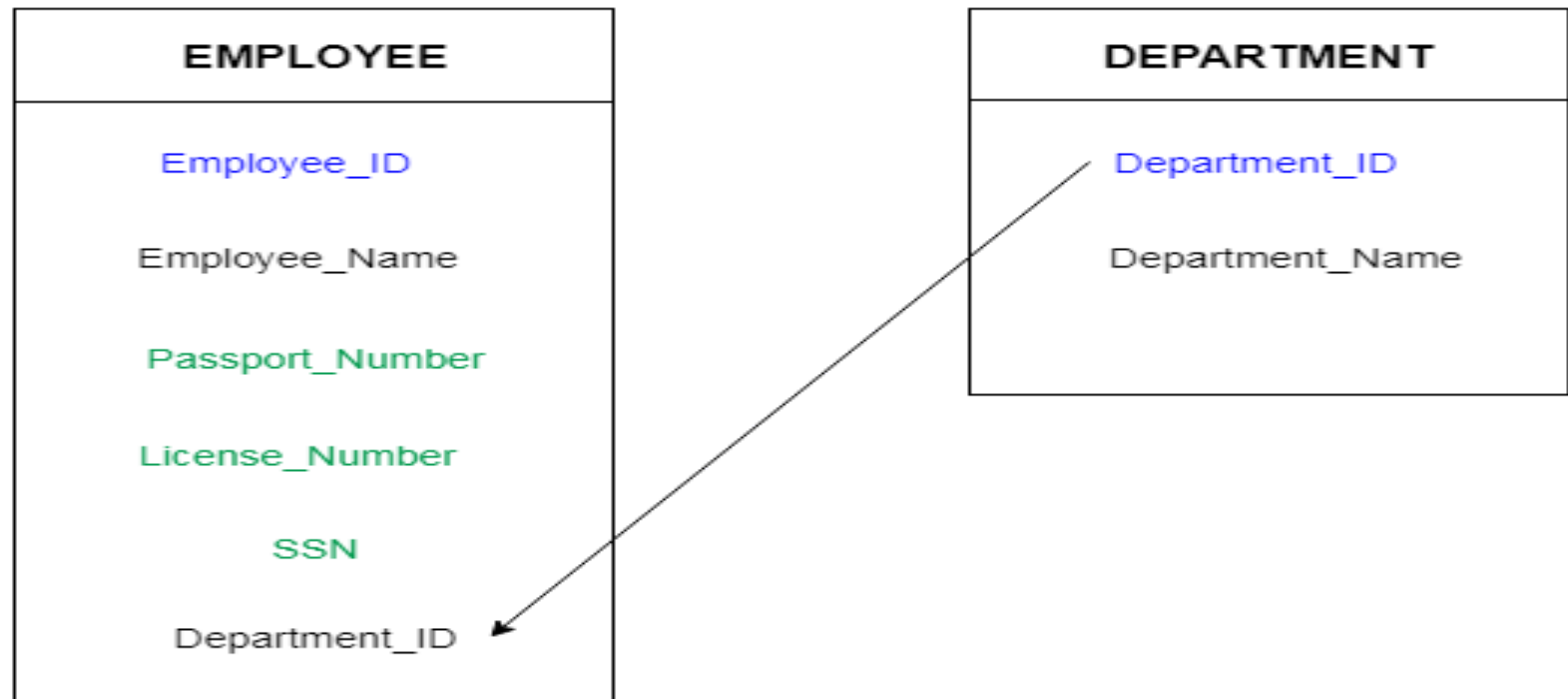 EMPLOYEE
Employee_ID
Employee_Name
Passport_Number
License_Number
SSN
Department_ID
DEPARTMENT
Department_ID
Department_Name